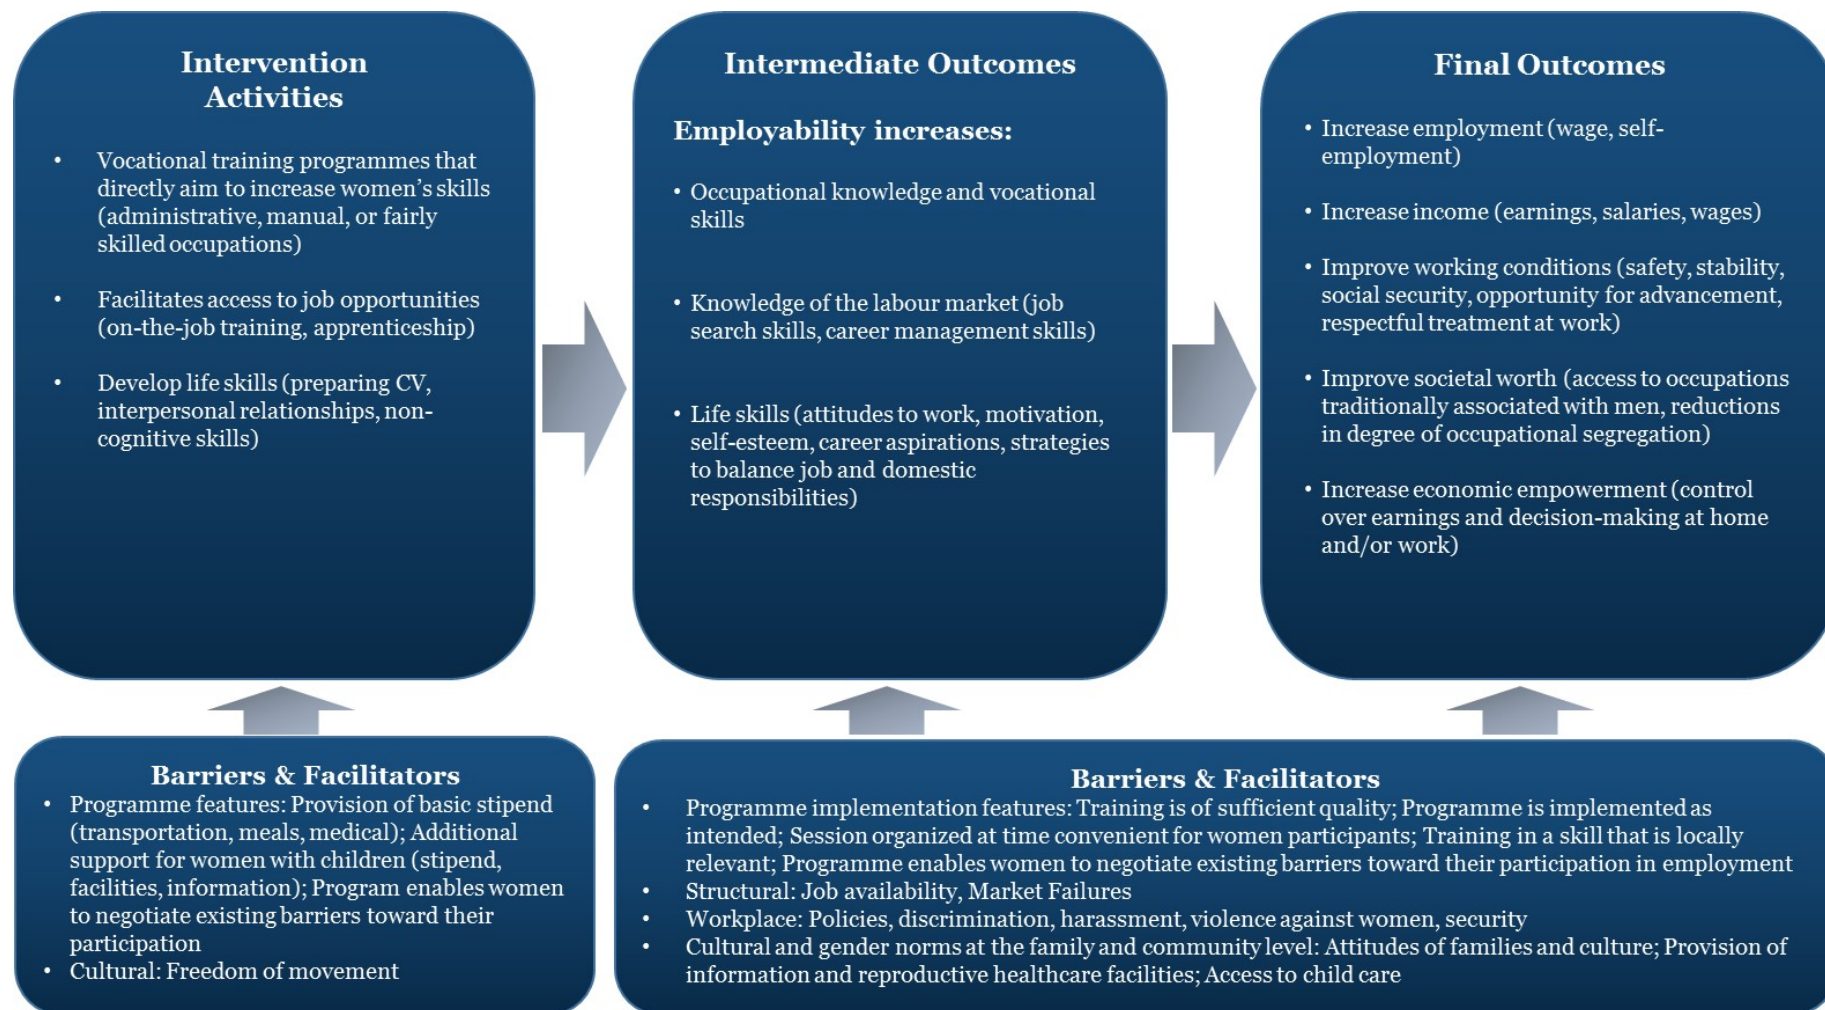 Intervention
Activities
• Vocational training programmes that
directly aim to increase women's skills
(administrative, manual, or fairly
skilled occupations)
• Facilitates access to job opportunities
(on-the-job training, apprenticeship)
• Develop life skills (preparing CV,
interpersonal relationships, non-
cognitive skills)
Intermediate Outcomes
Employability increases:
• Occupational knowledge and vocational
skills
• Knowledge of the labour market (job
search skills, career management skills)
• Life skills (attitudes to work, motivation,
self-esteem, career aspirations, strategies
to balance job and domestic
responsibilities)
Final Outcomes
• Increase employment (wage, self-
employment)
• Increase income (earnings, salaries, wages)
• Improve working conditions (safety, stability,
social security, opportunity for advancement,
respectful treatment at work)
• Improve societal worth (access to occupations
traditionally associated with men, reductions
in degree of occupational segregation)
• Increase economic empowerment (control
over earnings and decision-making at home
and/or work)
Barriers & Facilitators
• Programme features: Provision of basic stipend
(transportation, meals, medical); Additional
support for women with children (stipend,
facilities, information); Program enables women
to negotiate existing barriers toward their
participation
• Cultural: Freedom of movement
Barriers & Facilitators
• Programme implementation features: Training is of sufficient quality; Programme is implemented as
intended; Session organized at time convenient for women participants; Training in a skill that is locally
relevant; Programme enables women to negotiate existing barriers toward their participation in employment
• Structural: Job availability, Market Failures
• Workplace: Policies, discrimination, harassment, violence against women, security
• Cultural and gender norms at the family and community level: Attitudes of families and culture; Provision of
information and reproductive healthcare facilities; Access to child care